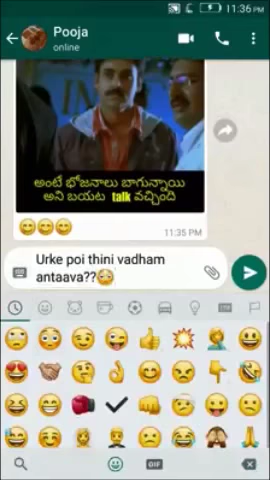 11:36 PM
Pooja
online
అంటే భోజనాలు బాగున్నాయి
అని బయట talk వచ్చింది
11:35 PM
Urke poi thini vadham
antaava??
GIF